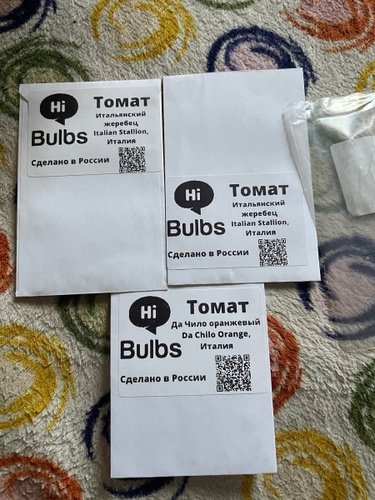 Hi
Bulbs
Томат
Итальянский
жеребец
Italian Stallion,
Италия
Сделано в России
Hi
Bulbs
Томат
Итальянский
жеребец
Italian Stallion,
Италия
Сделано в России
Hi
Bulbs
Томат
Да Чило оранжевый
Da Chilo Orange,
Италия
Сделано в России